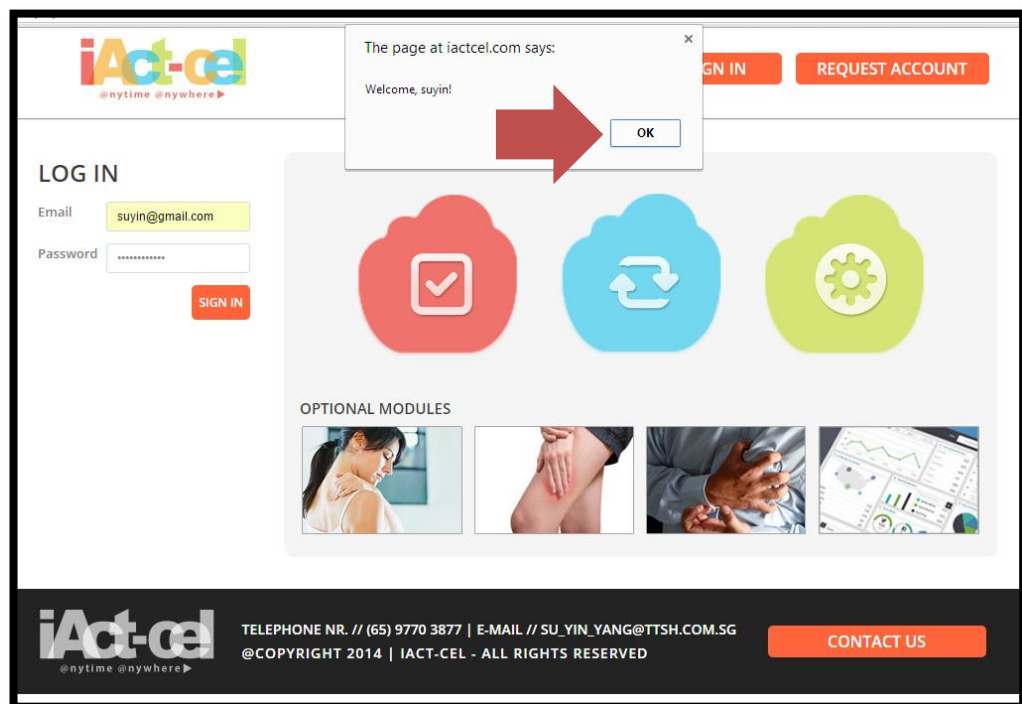 iAct-cel
@nytime @nywhere
The page at iactcel.com says:
Welcome, suyin!
OK
GN IN
REQUEST ACCOUNT
LOG IN
Email suyin@gmail.com
Password ••••••••••••
SIGN IN
OPTIONAL MODULES
iAct-cel
@nytime @nywhere
TELEPHONE NR. // (65) 9770 3877 | E-MAIL // SU_YIN_YANG@TTSH.COM.SG
@COPYRIGHT 2014 | IACT-CEL - ALL RIGHTS RESERVED
CONTACT US